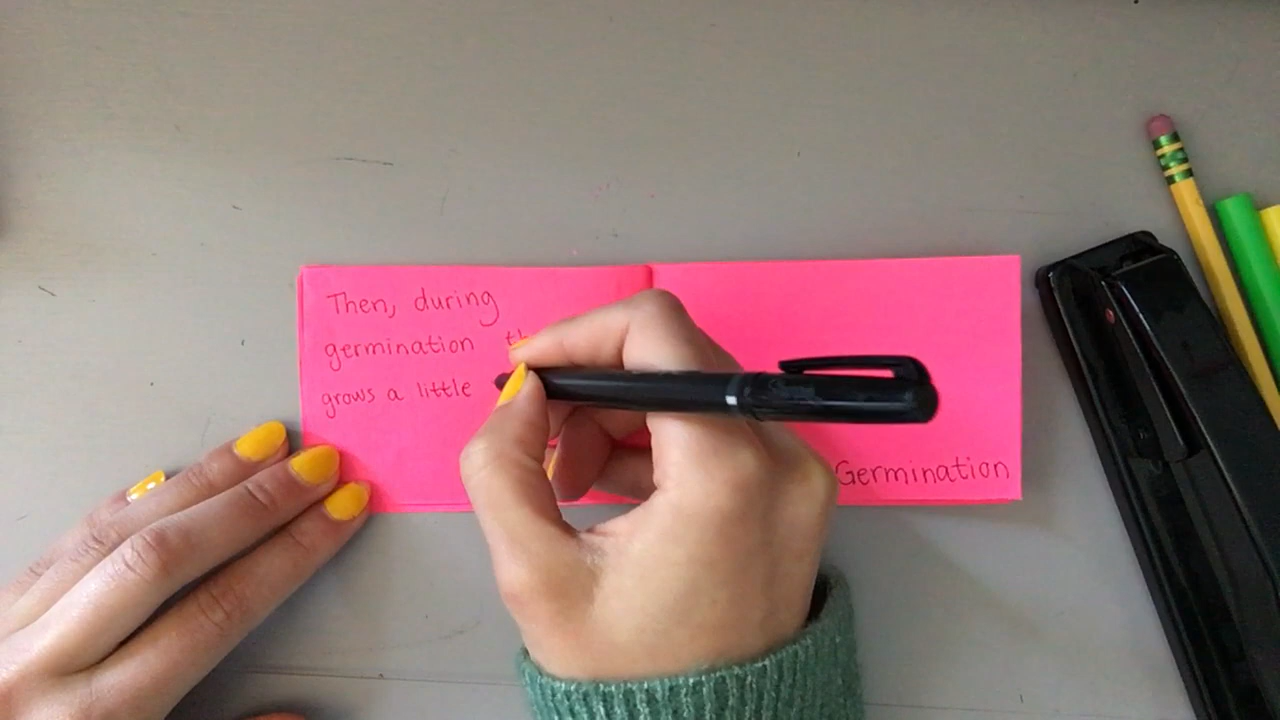 Then, during
germination
grows a little
Germination